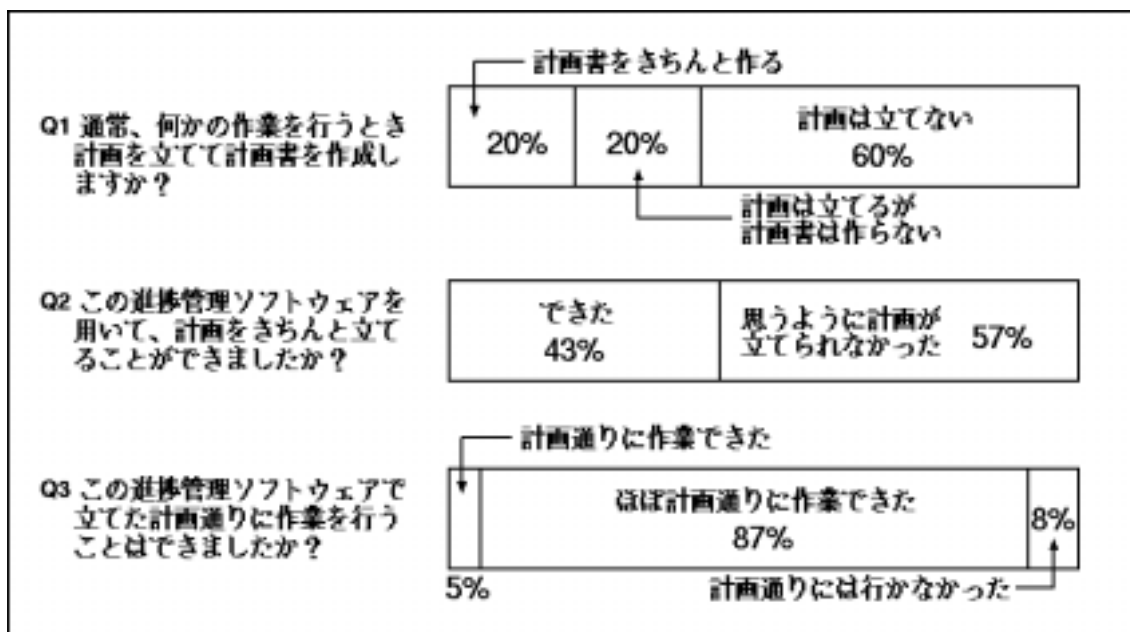 計画書をきちんと作る
Q1 通常、何かの作業を行うとき
計画を立てて計画書を作成し
ますか？
20%
20%
計画は立てない
60%
計画は立てるが
計画書は作らない
Q2 この進捗管理ソフトウェアを
用いて、計画をきちんと立て
ることができましたか？
できた
43%
思うように計画が
立てられなかった
57%
計画通りに作業できた
Q3 この進捗管理ソフトウェアで
立てた計画通りに作業を行う
ことはできましたか？
ほぼ計画通りに作業できた
87%
8%
5%
計画通りには行かなかった